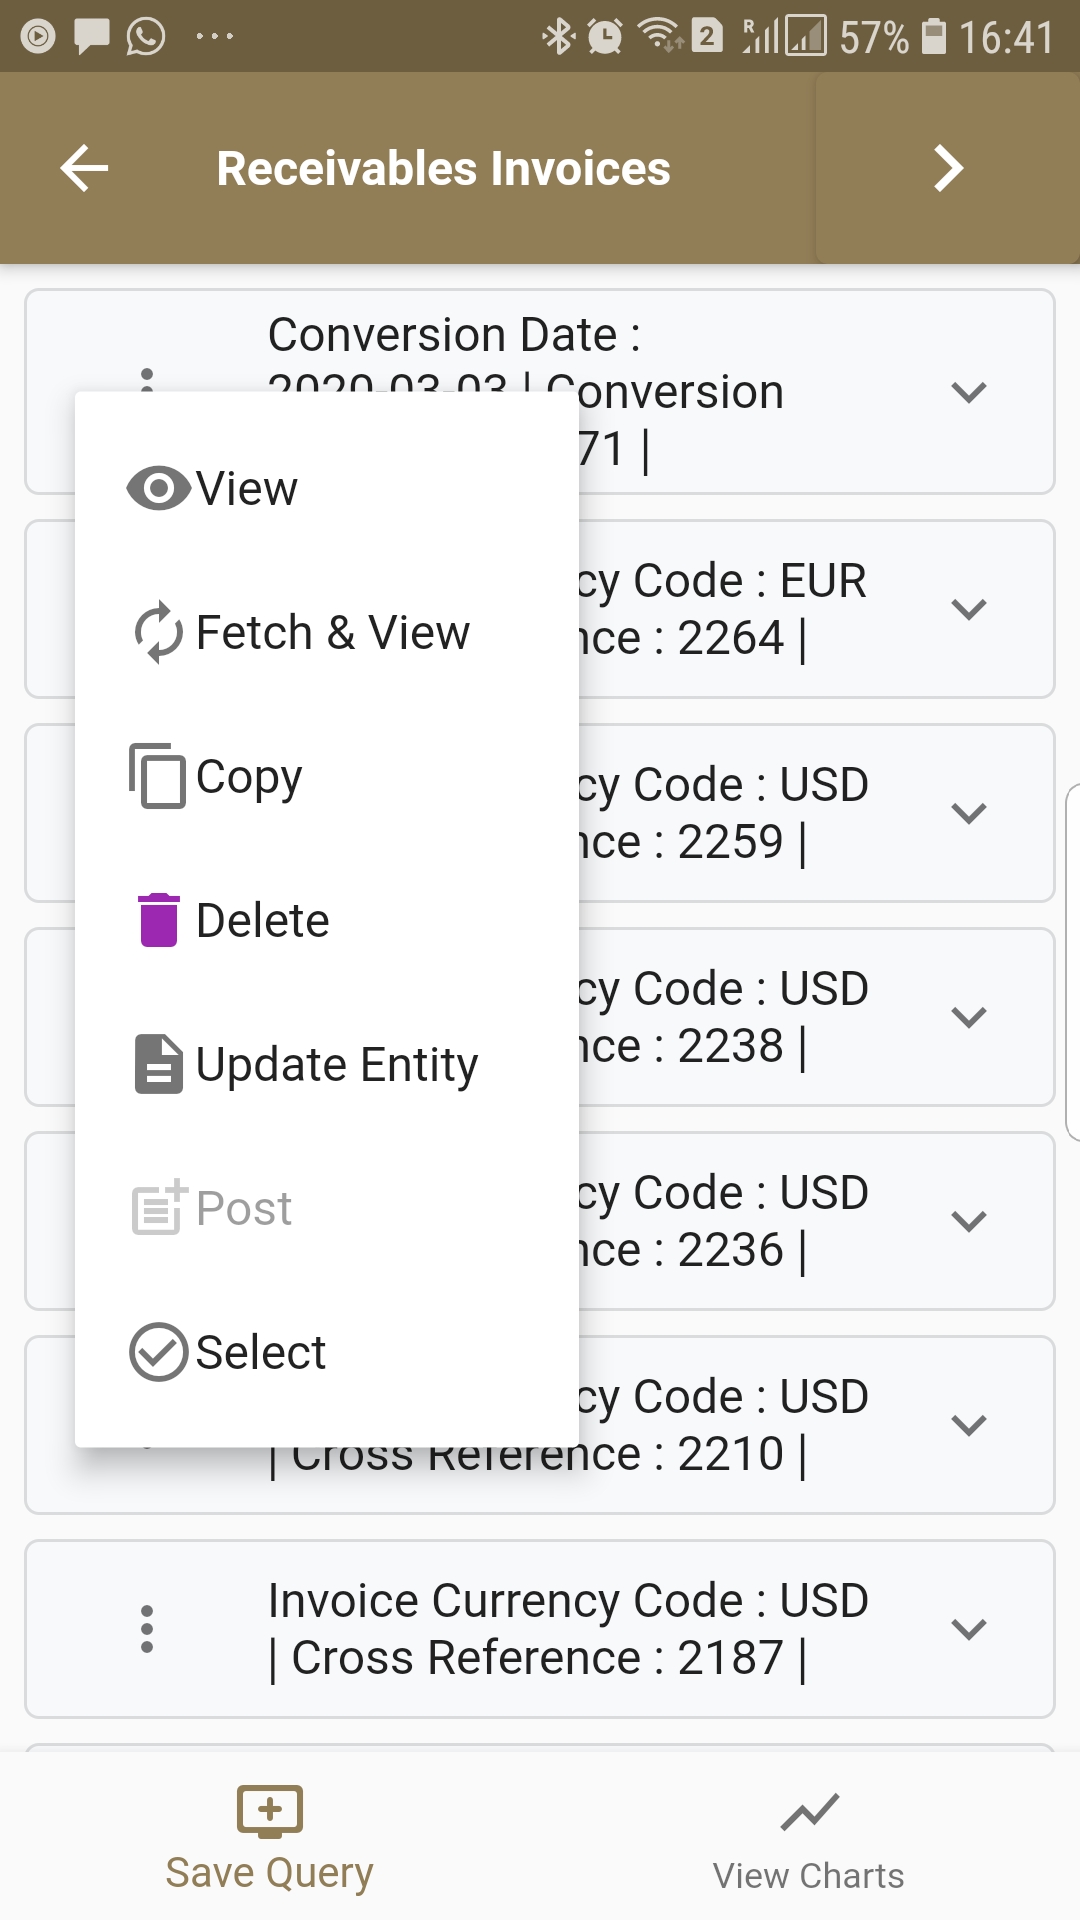 2 R 57% 16:41
Receivables Invoices
Conversion Date :
2020-03-03 | Conversion
71 |
View
cy Code : EUR
Fetch & View
nce : 2264 |
Copy
cy Code : USD
nce : 2259 |
Delete
cy Code : USD
Update Entity
nce : 2238 |
Post
cy Code : USD
nce : 2236 |
Select
cy Code : USD
| Cross Reference : 2210 |
Invoice Currency Code : USD
| Cross Reference : 2187 |
Save Query
View Charts